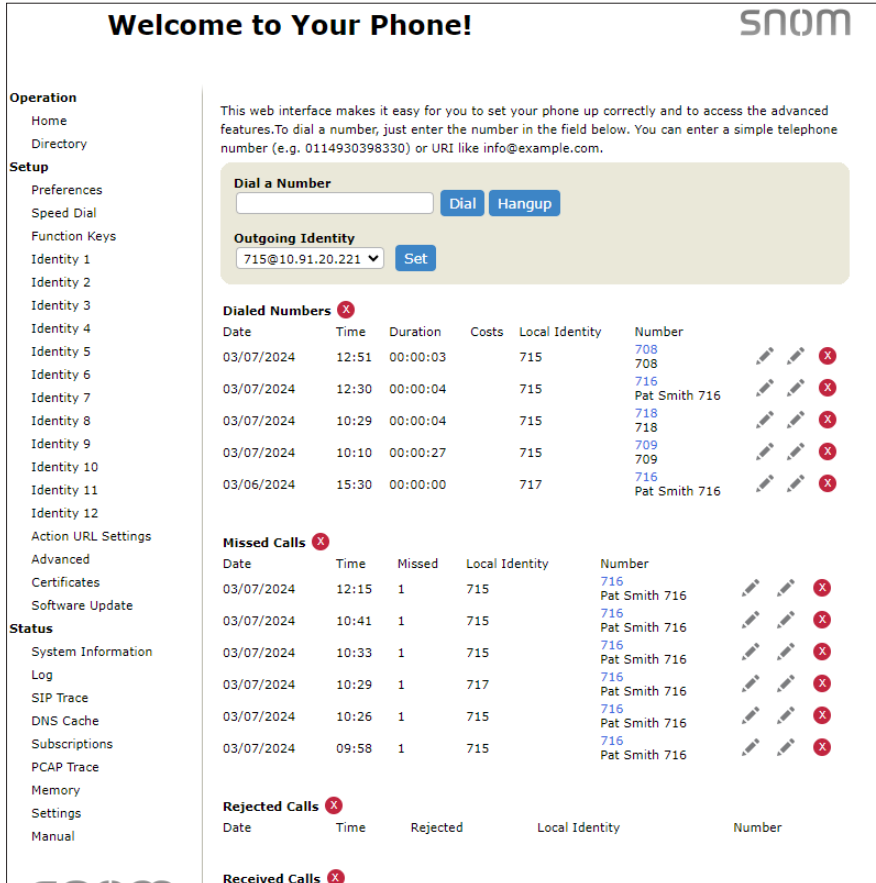 Welcome to Your Phone!
snom
Operation
Home
Directory
Setup
Preferences
Speed Dial
Function Keys
Identity 1
Identity 2
Identity 3
Identity 4
Identity 5
Identity 6
Identity 7
Identity 8
Identity 9
Identity 10
Identity 11
Identity 12
Action URL Settings
Advanced
Certificates
Software Update
Status
System Information
Log
SIP Trace
DNS Cache
Subscriptions
PCAP Trace
Memory
Settings
Manual
This web interface makes it easy for you to set your phone up correctly and to access the advanced
features.To dial a number, just enter the number in the field below. You can enter a simple telephone
number (e.g. 0114930398330) or URI like info@example.com.
Dial a Number
Dial Hangup
Outgoing Identity
715@10.91.20.221 Set
Dialed Numbers X
Date Time Duration Costs Local Identity Number
03/07/2024 12:51 00:00:03 715 708
708 X
03/07/2024 12:30 00:00:04 715 716
Pat Smith 716 X
03/07/2024 10:29 00:00:04 715 718
718 X
03/07/2024 10:10 00:00:27 715 709
709 X
03/06/2024 15:30 00:00:00 717 716
Pat Smith 716 X
Missed Calls X
Date Time Missed Local Identity Number
03/07/2024 12:15 1 715 716
Pat Smith 716 X
03/07/2024 10:41 1 715 716
Pat Smith 716 X
03/07/2024 10:33 1 715 716
Pat Smith 716 X
03/07/2024 10:29 1 717 716
Pat Smith 716 X
03/07/2024 10:26 1 715 716
Pat Smith 716 X
03/07/2024 09:58 1 715 716
Pat Smith 716 X
Rejected Calls X
Date Time Rejected Local Identity Number
Received Calls X